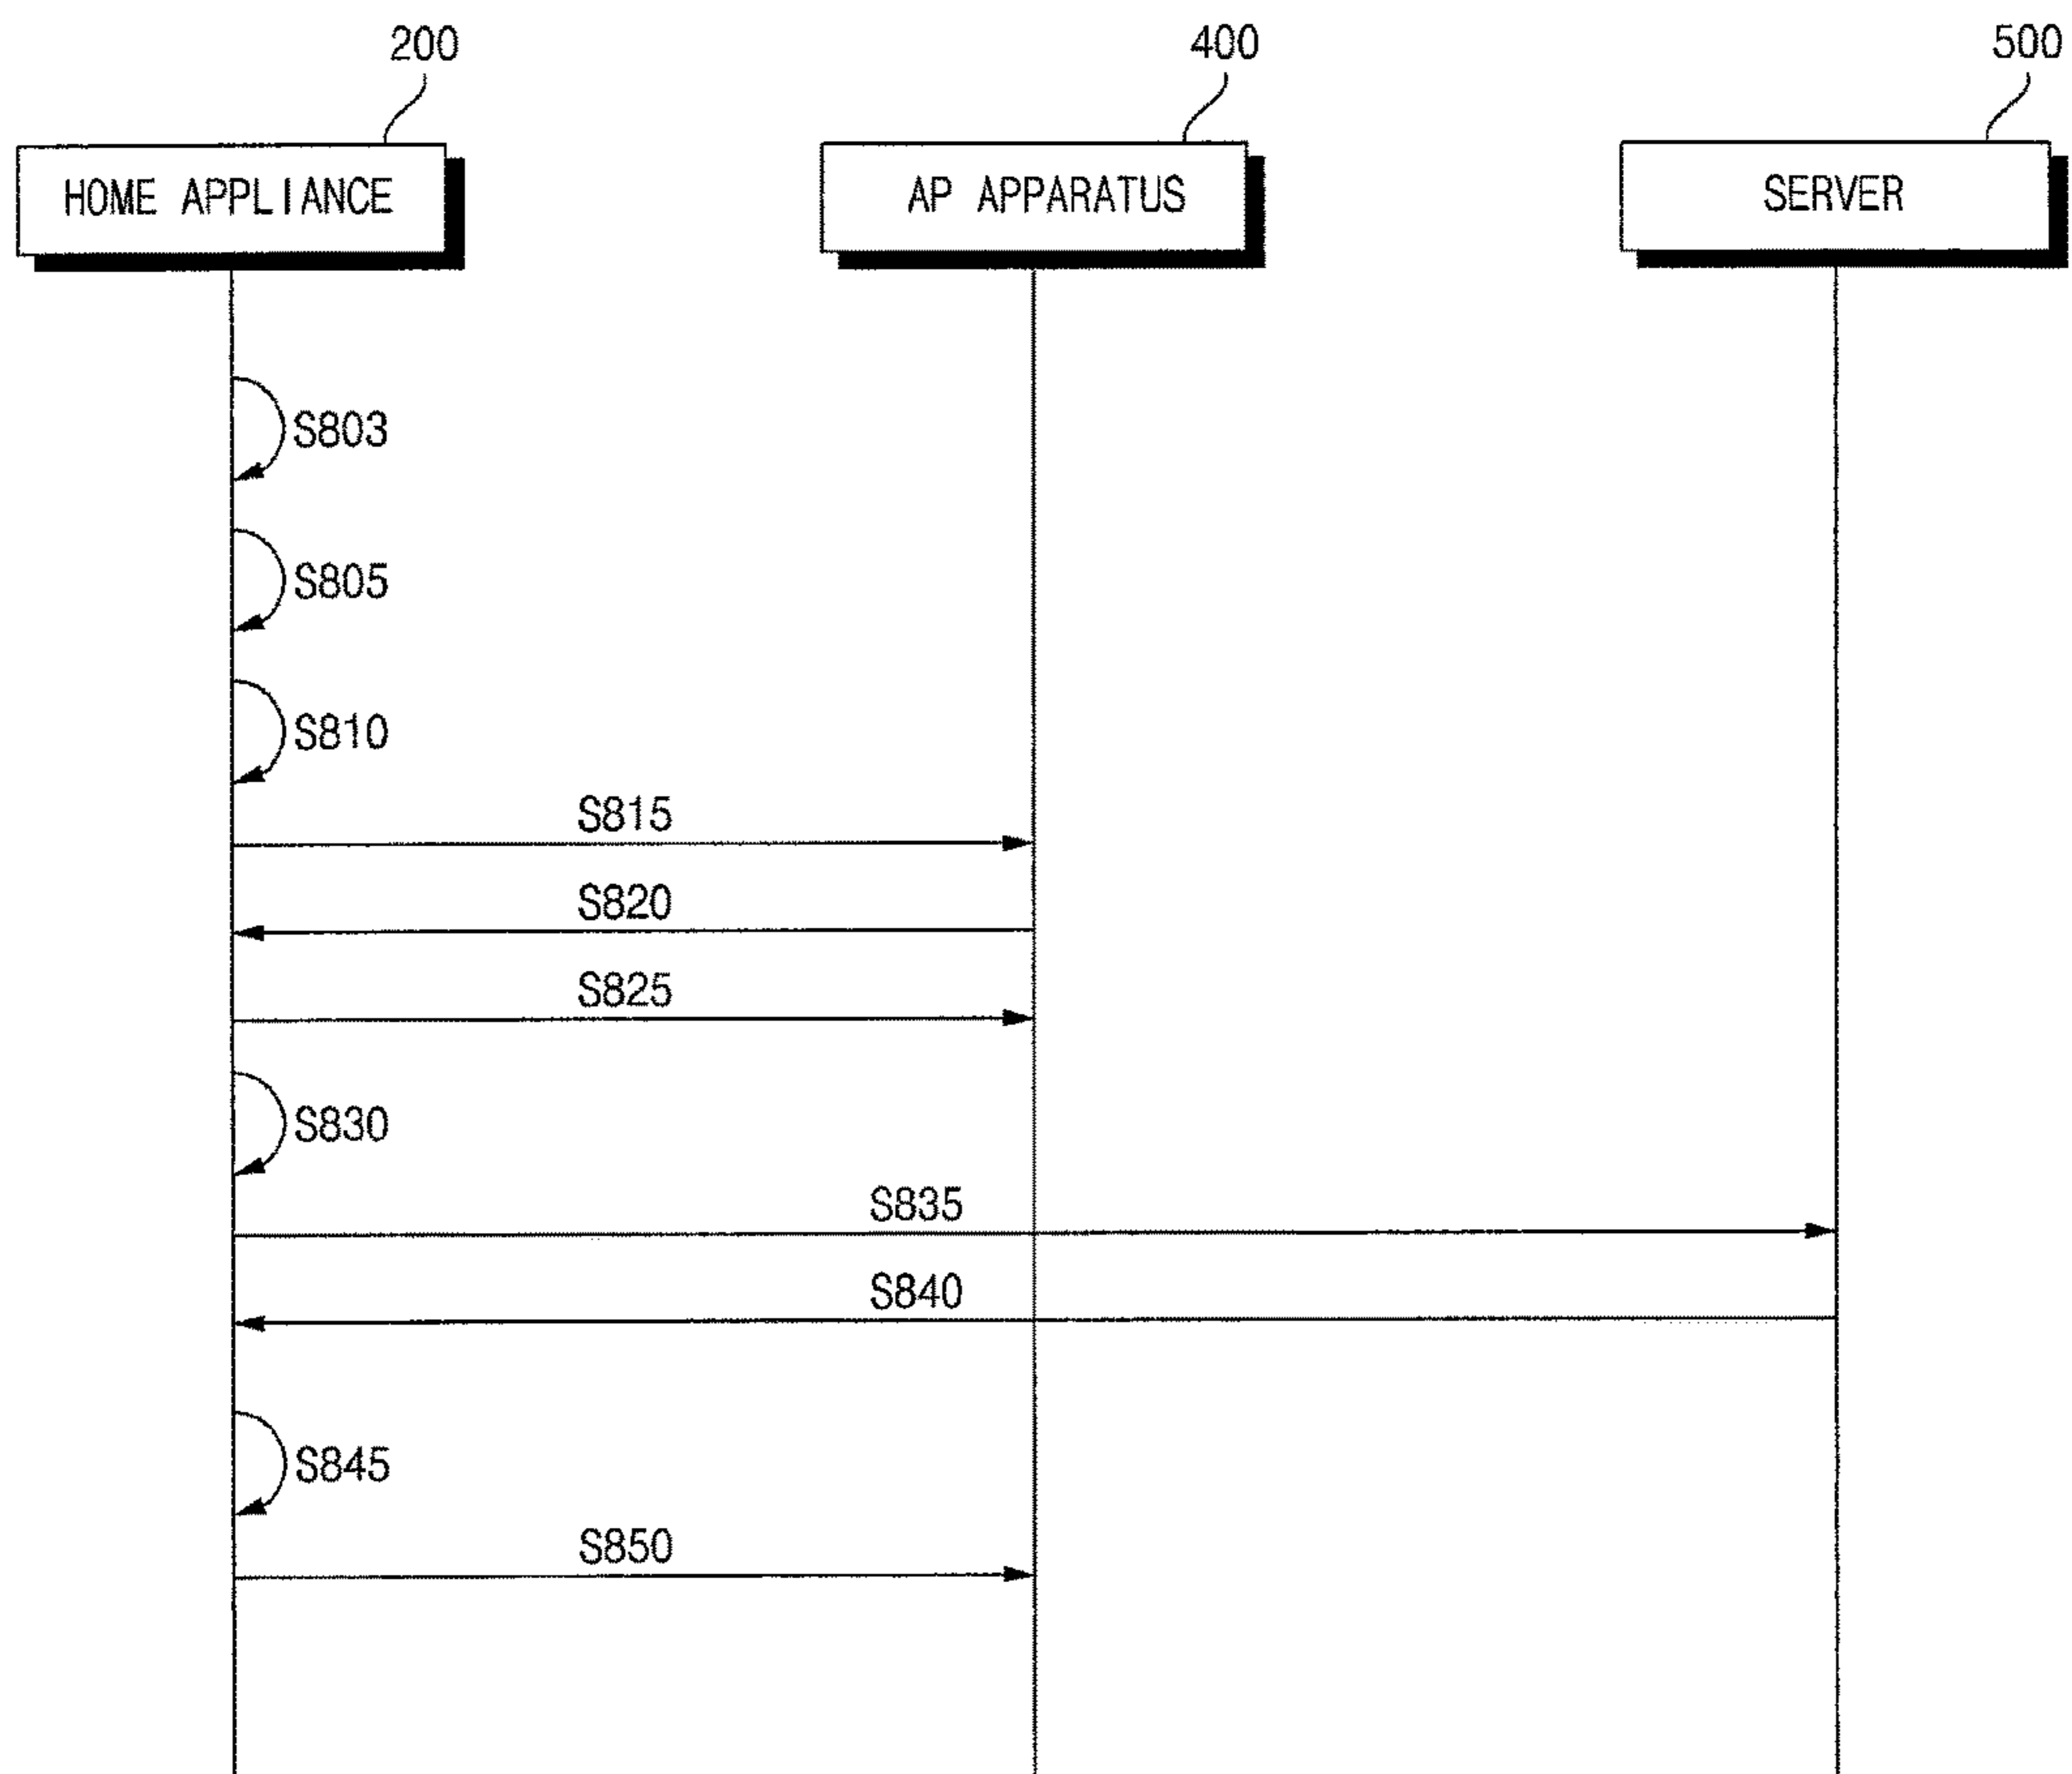 200
400
500
HOME APPLIANCE
AP APPARATUS
SERVER
S803
S805
S810
S815
S820
S825
S830
S835
S840
S845
S850